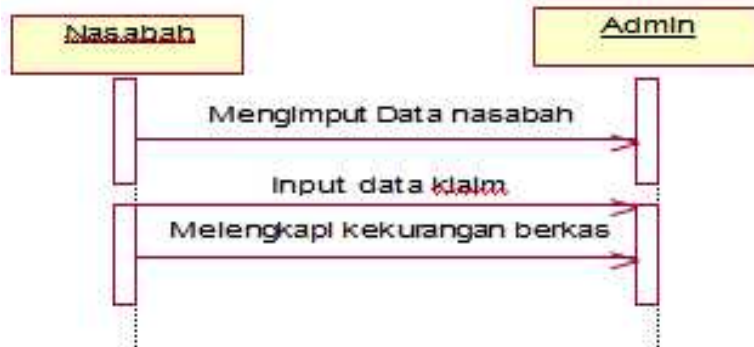 Nasabah
Admin
Mengimput Data nasabah
Input data klaim
Melengkapi kekurangan berkas